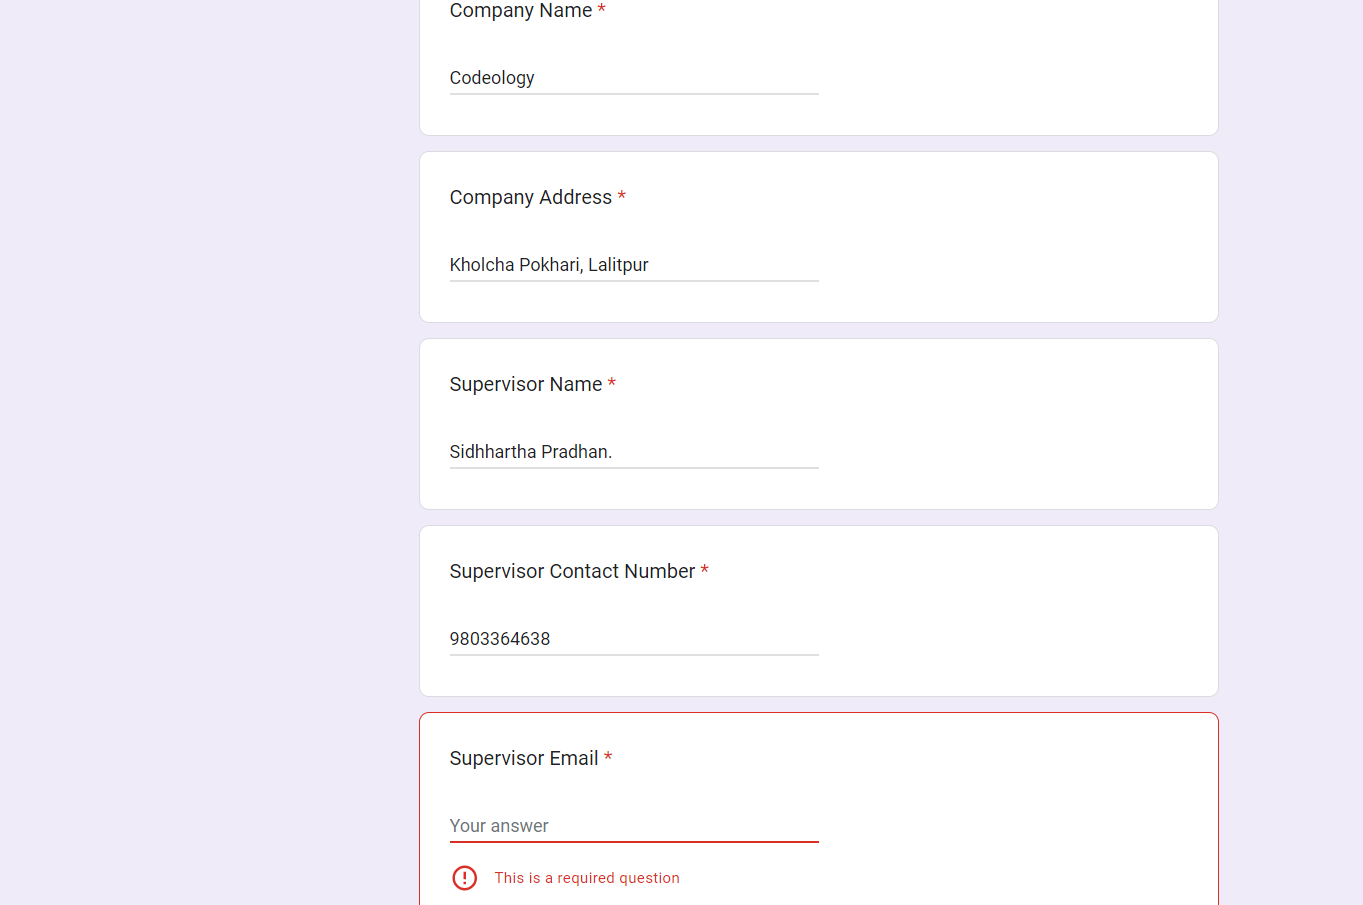 Company Name *
Codeology
Company Address *
Kholcha Pokhari, Lalitpur
Supervisor Name *
Sidhhartha Pradhan.
Supervisor Contact Number *
9803364638
Supervisor Email *
Your answer
This is a required question